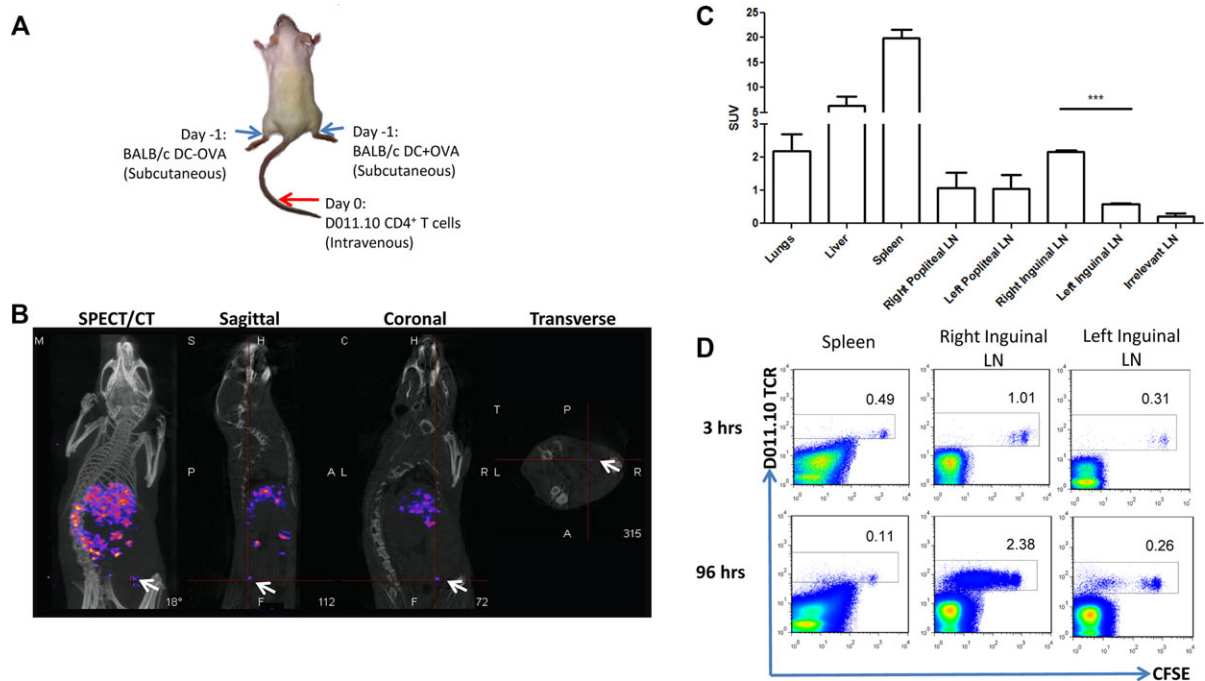 A
Day -1:
BALB/c DC-OVA
(Subcutaneous)
Day -1:
BALB/c DC+OVA
(Subcutaneous)
Day 0:
D011.10 CD4+ T cells
(Intravenous)
B
SPECT/CT
Sagittal
Coronal
Transverse
M
S
H
C
H
T
P
P
A
L
R
L
R
A
315
18°
F
112
F
72
C
SUV
25
20
15
10
5
3
2
1
0
***
Lungs
Liver
Spleen
Right Popliteal LN
Left Popliteal LN
Right Inguinal LN
Left Inguinal LN
Irrelevant LN
D
Spleen
Right Inguinal
LN
Left Inguinal
LN
D011.10 TCR
3 hrs
0.49
1.01
0.31
96 hrs
0.11
2.38
0.26
CFSE